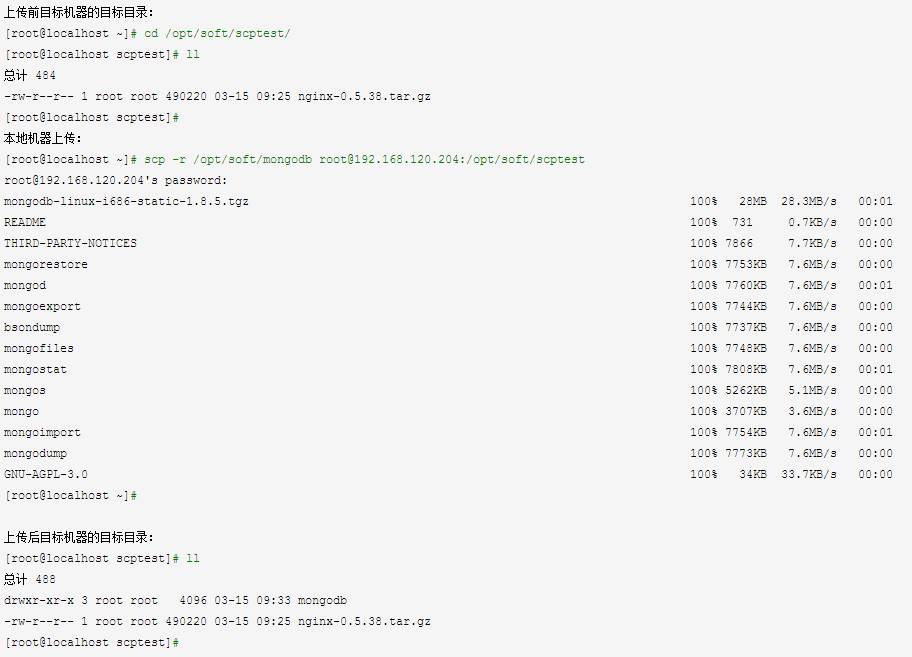 上传前目标机器的目标目录:
[root@localhost ~]# cd /opt/soft/scptest/
[root@localhost scptest]# ll
总计 484
-rw-r--r-- 1 root root 490220 03-15 09:25 nginx-0.5.38.tar.gz
[root@localhost scptest]#
本地机器上传:
[root@localhost ~]# scp -r /opt/soft/mongodb root@192.168.120.204:/opt/soft/scptest
root@192.168.120.204's password:
mongodb-linux-i686-static-1.8.5.tgz 100% 28MB 28.3MB/s 00:01
README 100% 731 0.7KB/s 00:00
THIRD-PARTY-NOTICES 100% 7866 7.7KB/s 00:00
mongorestore 100% 7753KB 7.6MB/s 00:00
mongod 100% 7760KB 7.6MB/s 00:01
mongoexport 100% 7744KB 7.6MB/s 00:00
bsondump 100% 7737KB 7.6MB/s 00:00
mongofiles 100% 7748KB 7.6MB/s 00:00
mongostat 100% 7808KB 7.6MB/s 00:01
mongos 100% 5262KB 5.1MB/s 00:00
mongo 100% 3707KB 3.6MB/s 00:00
mongoimport 100% 7754KB 7.6MB/s 00:01
mongodump 100% 7773KB 7.6MB/s 00:00
GNU-AGPL-3.0 100% 34KB 33.7KB/s 00:00
[root@localhost ~]#
上传后目标机器的目标目录:
[root@localhost scptest]# ll
总计 488
drwxr-xr-x 3 root root 4096 03-15 09:33 mongodb
-rw-r--r-- 1 root root 490220 03-15 09:25 nginx-0.5.38.tar.gz
[root@localhost scptest]#